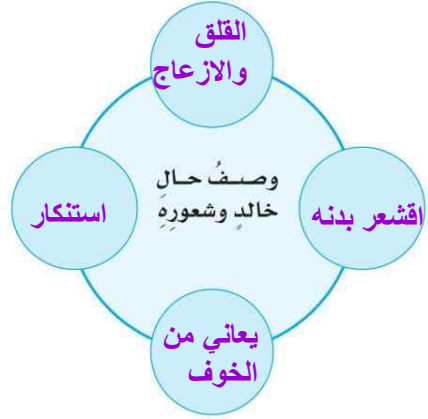 القلق
والازعاج
اقشعر بدنه
وصفُ حال
خالدٍ وشعورِهِ
استنكار
يعاني من
الخوف